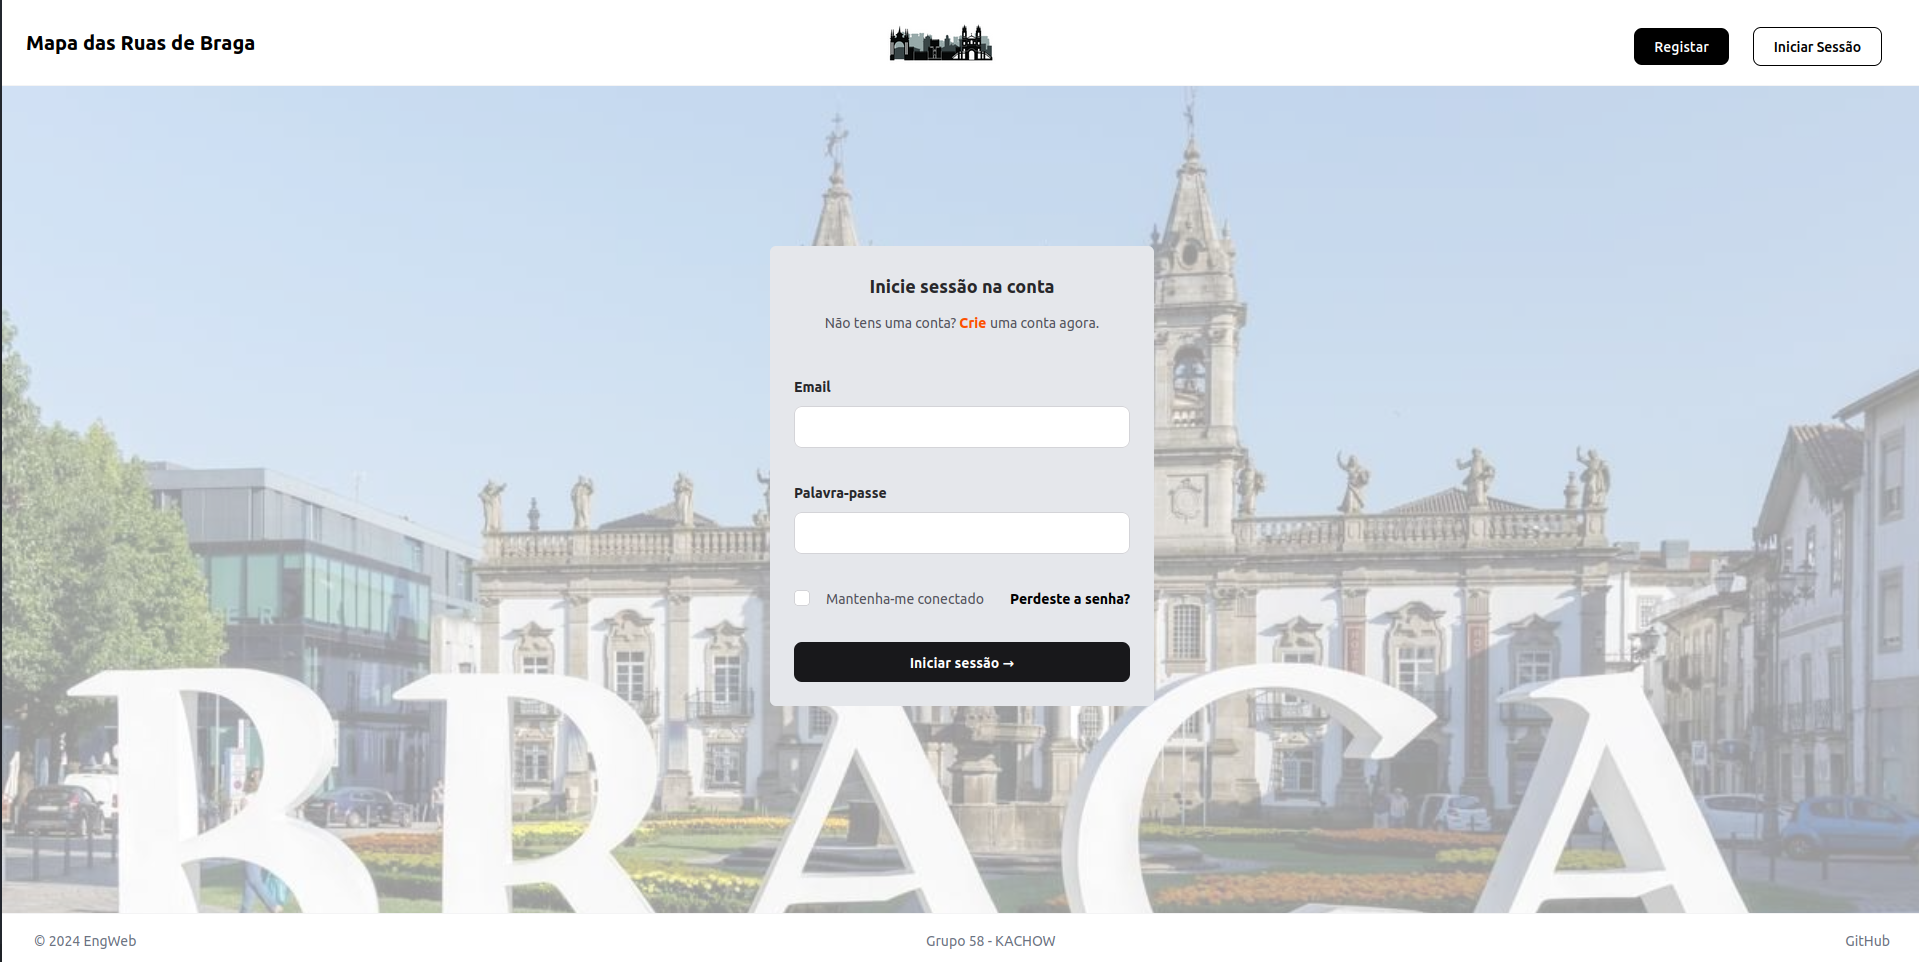 Mapa das Ruas de Braga
Registar
Iniciar Sessão
Inicie sessão na conta
Não tens uma conta? Crie uma conta agora.
Email
Palavra-passe
Mantenha-me conectado
Perdeste a senha?
Iniciar sessão →
BRAGA
© 2024 EngWeb
Grupo 58 - KACHOW
GitHub